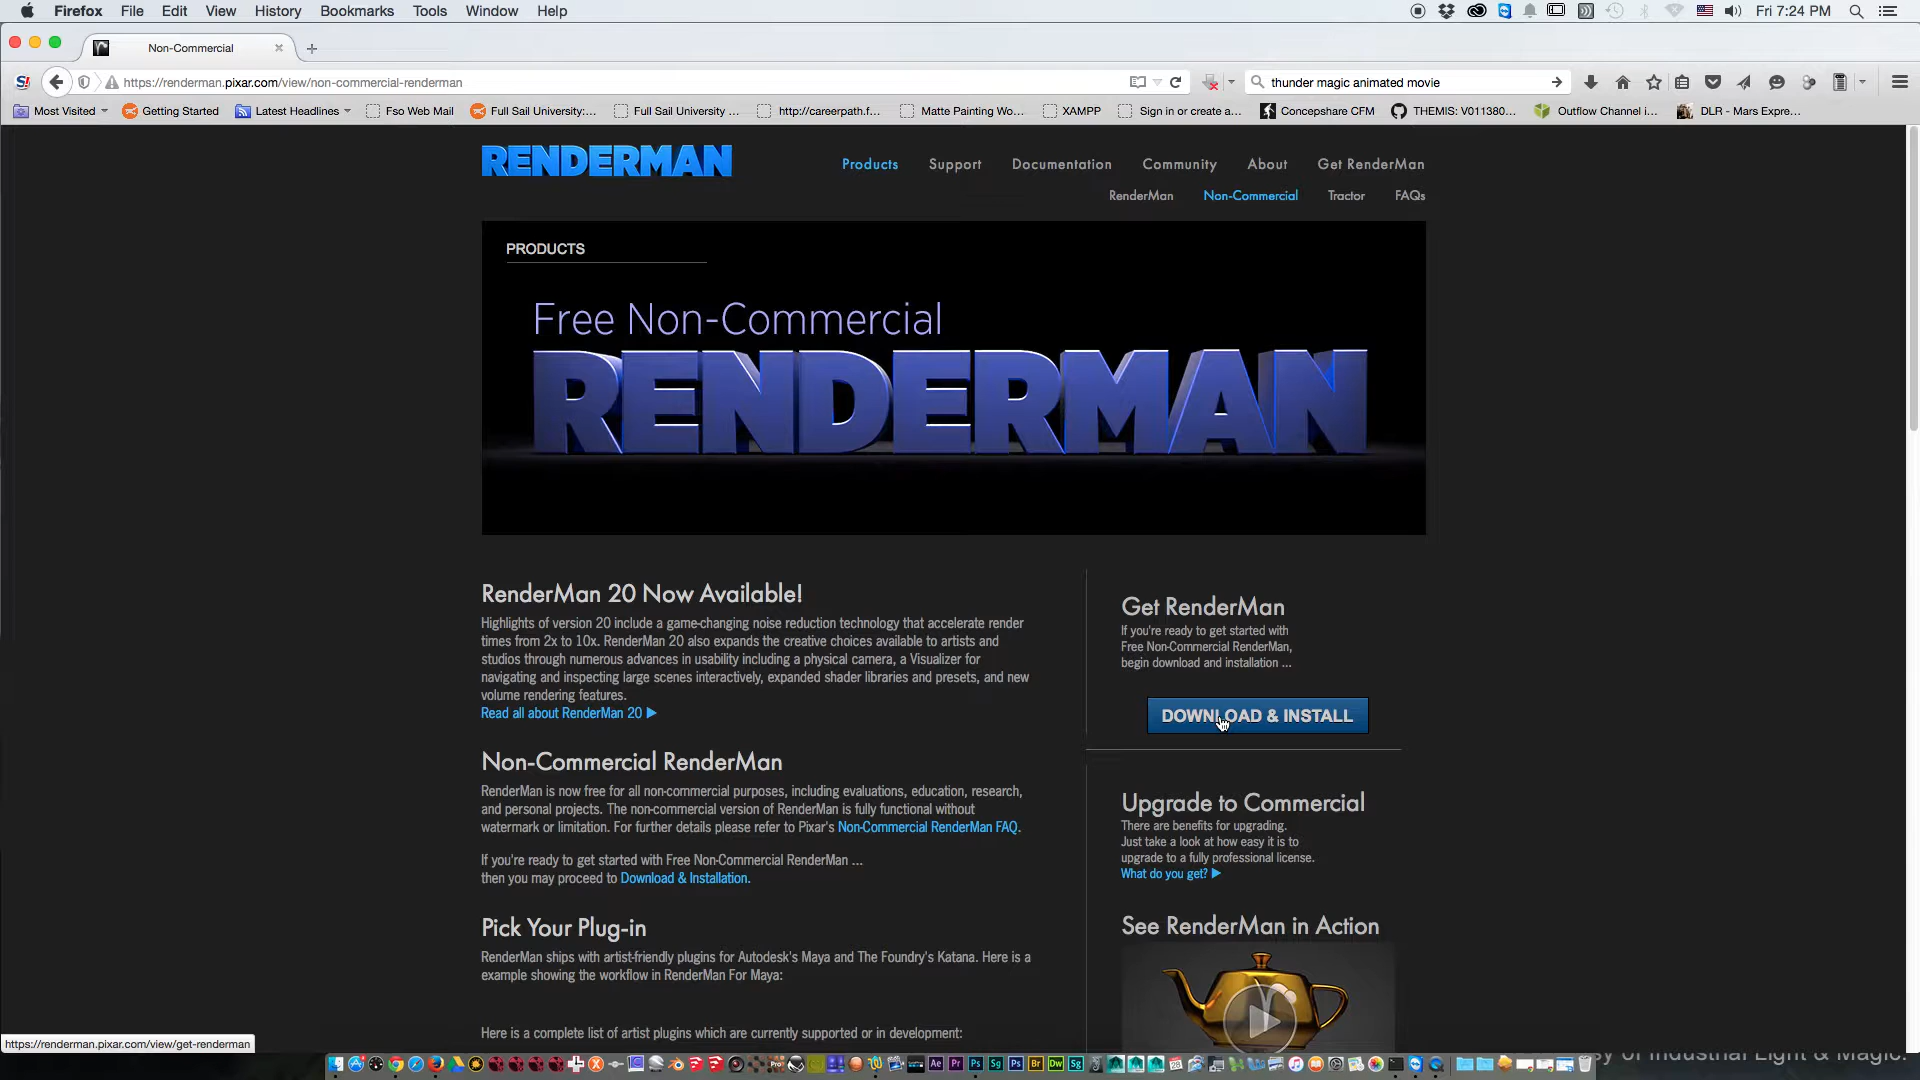 Firefox File Edit View History Bookmarks Tools Window Help Fri 7:24 PM
Non-Commercial
https://renderman.pixar.com/view/non-commercial-renderman thunder magic animated movie
Most Visited Getting Started Latest Headlines Fso Web Mail Full Sail University:... Full Sail University ... http://careerpath.f... Matte Painting Wo... XAMPP Sign in or create a... Concepshare CFM THEMIS: V011380... Outflow Channel i... DLR - Mars Expre...
RENDERMAN Products Support Documentation Community About Get RenderMan
RenderMan Non-Commercial Tractor FAQs
PRODUCTS
Free Non-Commercial
RENDERMAN
RenderMan 20 Now Available!
Highlights of version 20 include a game-changing noise reduction technology that accelerate render
times from 2x to 10x. RenderMan 20 also expands the creative choices available to artists and
studios through numerous advances in usability including a physical camera, a Visualizer for
navigating and inspecting large scenes interactively, expanded shader libraries and presets, and new
volume rendering features.
Read all about RenderMan 20
Non-Commercial RenderMan
RenderMan is now free for all non-commercial purposes, including evaluations, education, research,
and personal projects. The non-commercial version of RenderMan is fully functional without
watermark or limitation. For further details please refer to Pixar's Non-Commercial RenderMan FAQ.
If you're ready to get started with Free Non-Commercial RenderMan ...
then you may proceed to Download & Installation.
Pick Your Plug-in
RenderMan ships with artist-friendly plugins for Autodesk's Maya and The Foundry's Katana. Here is a
example showing the workflow in RenderMan For Maya:
Here is a complete list of artist plugins which are currently supported or in development:
Get RenderMan
If you're ready to get started with
Free Non-Commercial RenderMan,
begin download and installation ...
DOWNLOAD & INSTALL
Upgrade to Commercial
There are benefits for upgrading.
Just take a look at how easy it is to
upgrade to a fully professional license.
What do you get?
See RenderMan in Action
https://renderman.pixar.com/view/get-renderman
Ae Pr Ps Sg Ps Br Dw Sg
of Industrial Light & Magic.